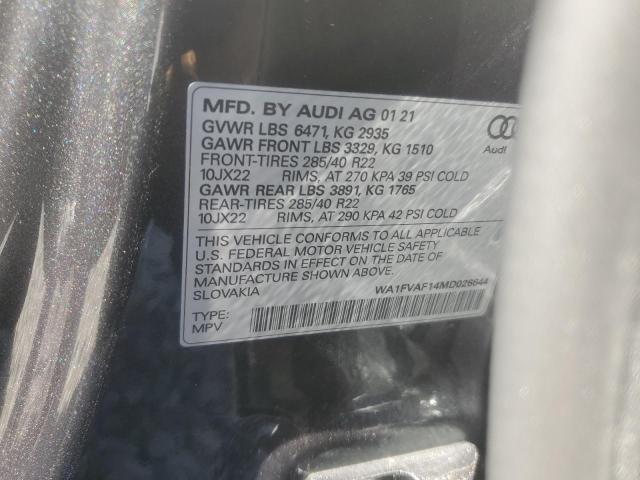 MFD. BY AUDI AG 01 21
GVWR LBS 6471, KG 2935
GAWR FRONT LBS 3329, KG 1510
FRONT-TIRES 285/40 R22
10JX22 RIMS, AT 270 KPA 39 PSI COLD
GAWR REAR LBS 3891, KG 1765
REAR-TIRES 285/40 R22
10JX22 RIMS, AT 290 KPA 42 PSI COLD
Audi
THIS VEHICLE CONFORMS TO ALL APPLICABLE
U.S. FEDERAL MOTOR VEHICLE SAFETY
STANDARDS IN EFFECT ON THE DATE OF
MANUFACTURE SHOWN ABOVE.
SLOVAKIA
WA1FVAF14MD026644
TYPE:
MPV